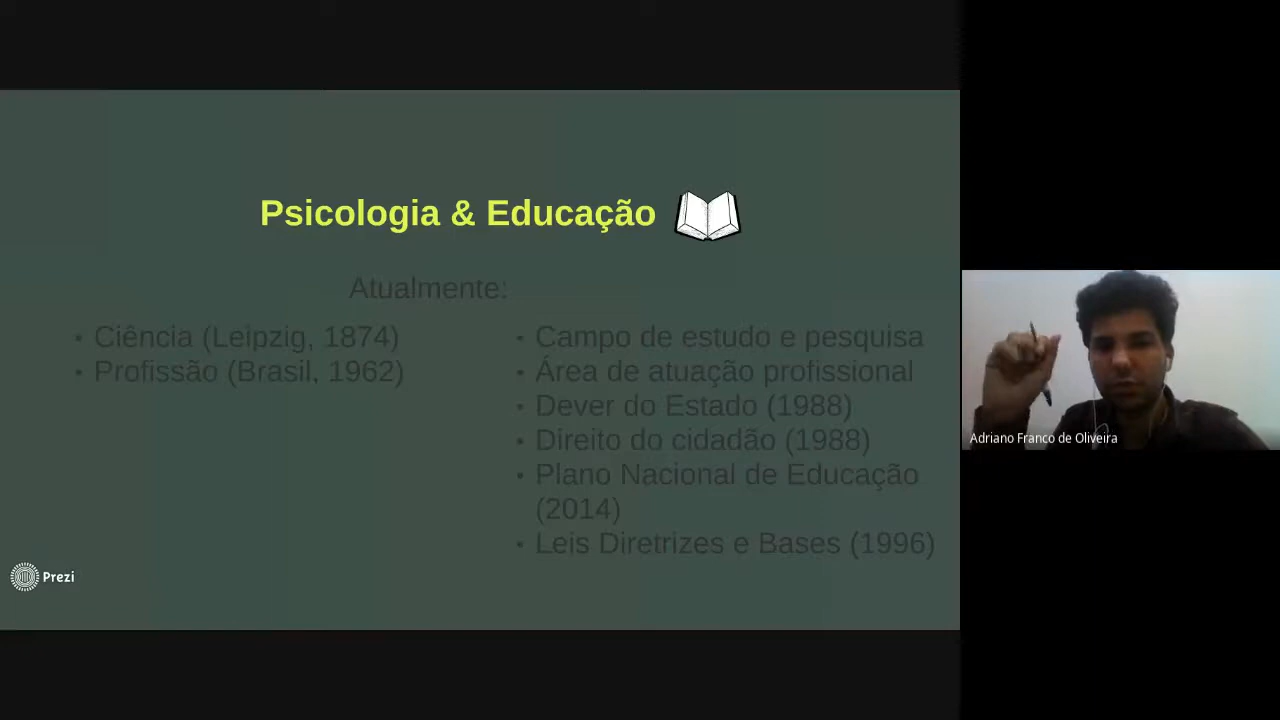 Psicologia & Educação
Atualmente:
• Ciência (Leipzig, 1874)
• Profissão (Brasil, 1962)
• Campo de estudo e pesquisa
• Área de atuação profissional
• Dever do Estado (1988)
• Direito do cidadão (1988)
• Plano Nacional de Educação
(2014)
• Leis Diretrizes e Bases (1996)
Prezi
Adriano Franco de Oliveira